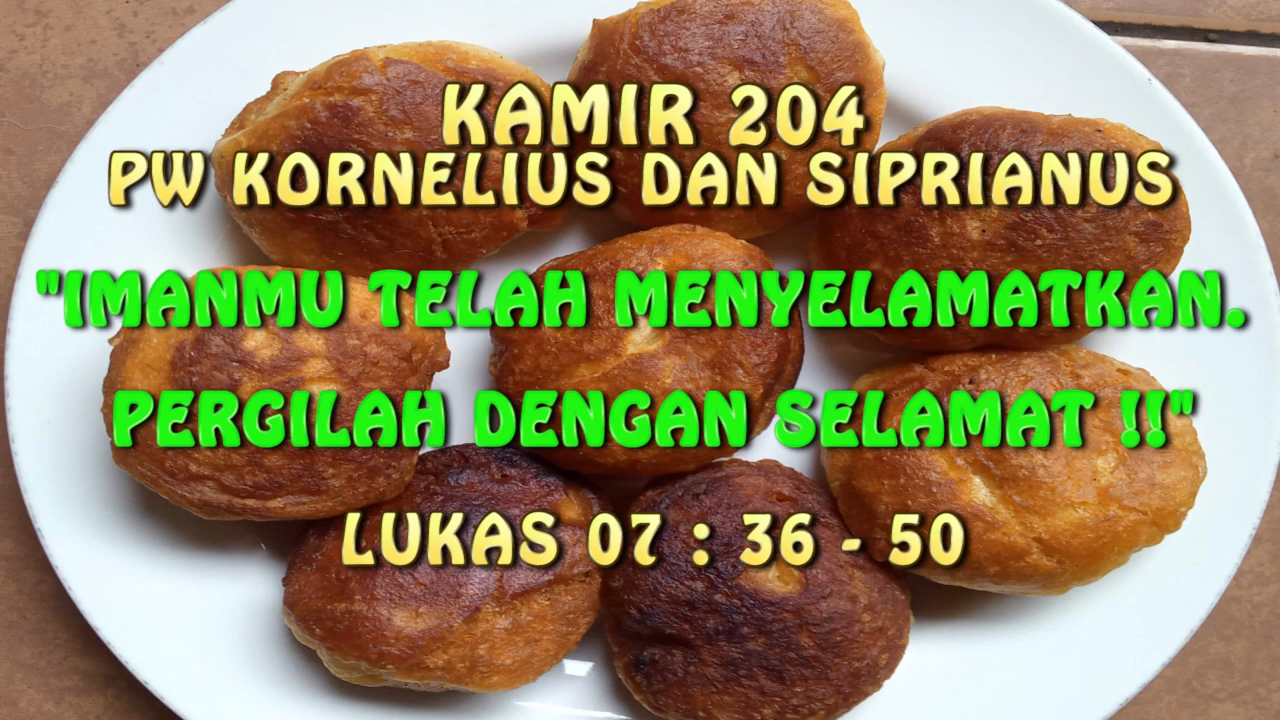 KAMIR 204
PW KORNELIUS DAN SIPRIANUS
"IMANMU TELAH MENYELAMATKAN.
PERGILAH DENGAN SELAMAT !!"
LUKAS 07 : 36 - 50